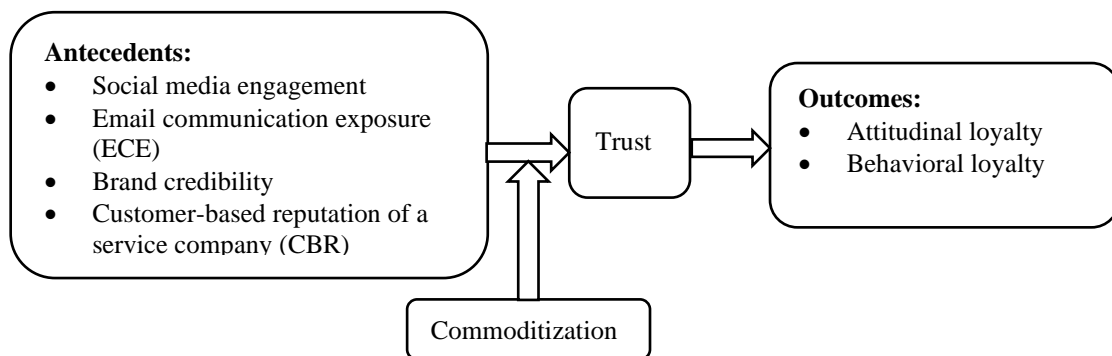 Antecedents:
• Social media engagement
• Email communication exposure
(ECE)
• Brand credibility
• Customer-based reputation of a
service company (CBR)
Trust
Outcomes:
• Attitudinal loyalty
• Behavioral loyalty
Commoditization